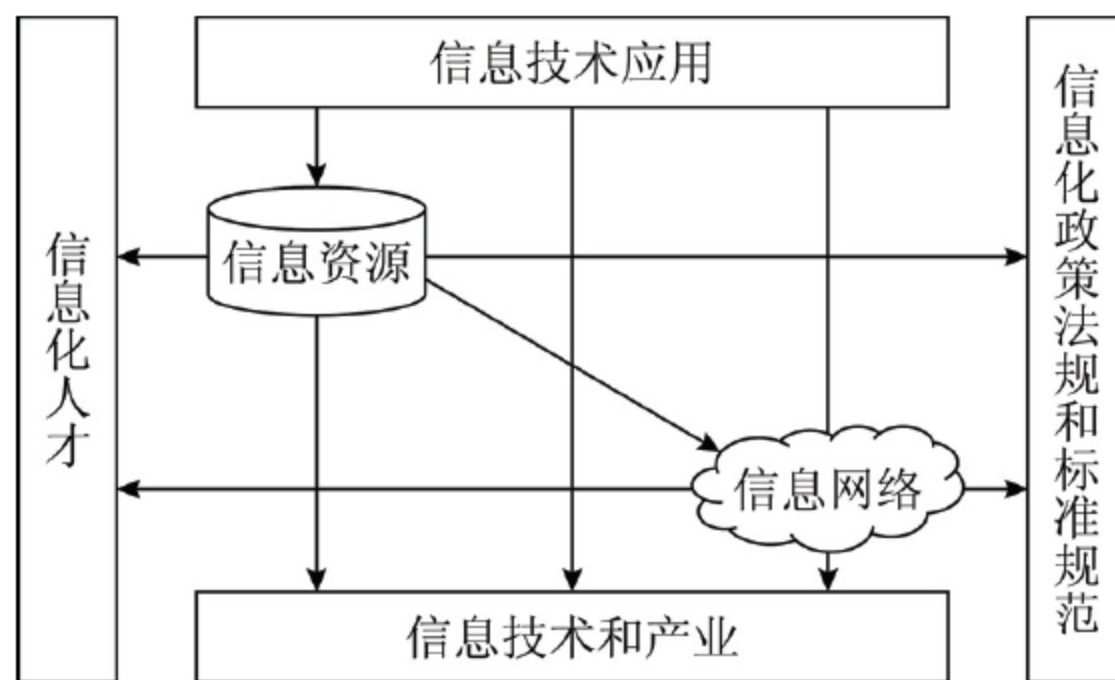 信息技术应用
信息化人才
信息资源
信息化政策法规和标准规范
信息网络
信息技术和产业